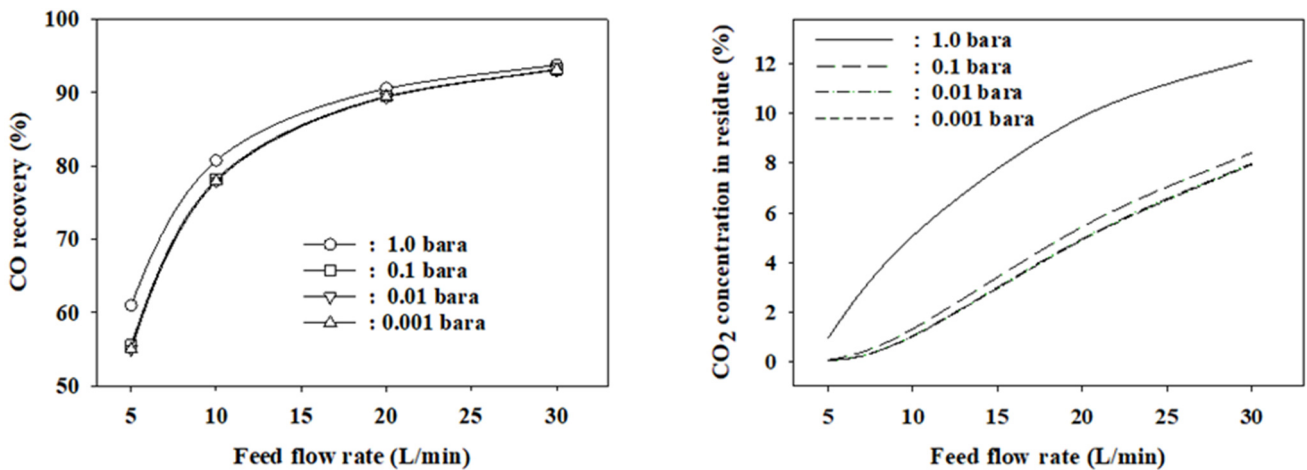 CO recovery (%)
100
90
80
70
60
50
: 1.0 bara
: 0.1 bara
: 0.01 bara
: 0.001 bara
5 10 15 20 25 30
Feed flow rate (L/min)
CO2 concentration in residue (%)
12
10
8
6
4
2
0
: 1.0 bara
: 0.1 bara
: 0.01 bara
: 0.001 bara
5 10 15 20 25 30
Feed flow rate (L/min)